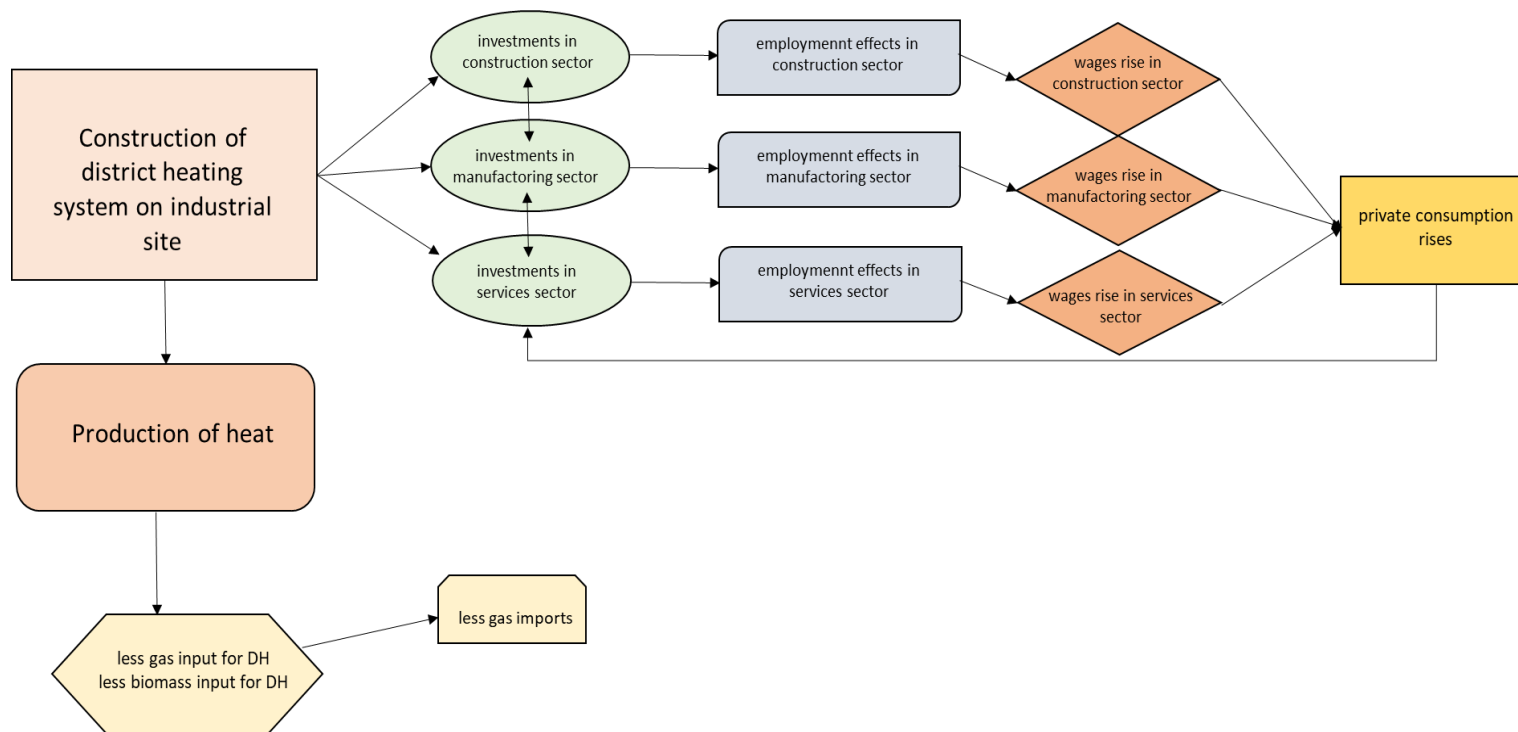 Construction of
district heating
system on industrial
site
investments in
construction sector
employmennt effects in
construction sector
wages rise in
construction sector
investments in
manufactoring sector
employmennt effects in
manufactoring sector
wages rise in
manufactoring sector
investments in
services sector
employmennt effects in
services sector
wages rise in services
sector
private consumption
rises
Production of heat
less gas input for DH
less biomass input for DH
less gas imports